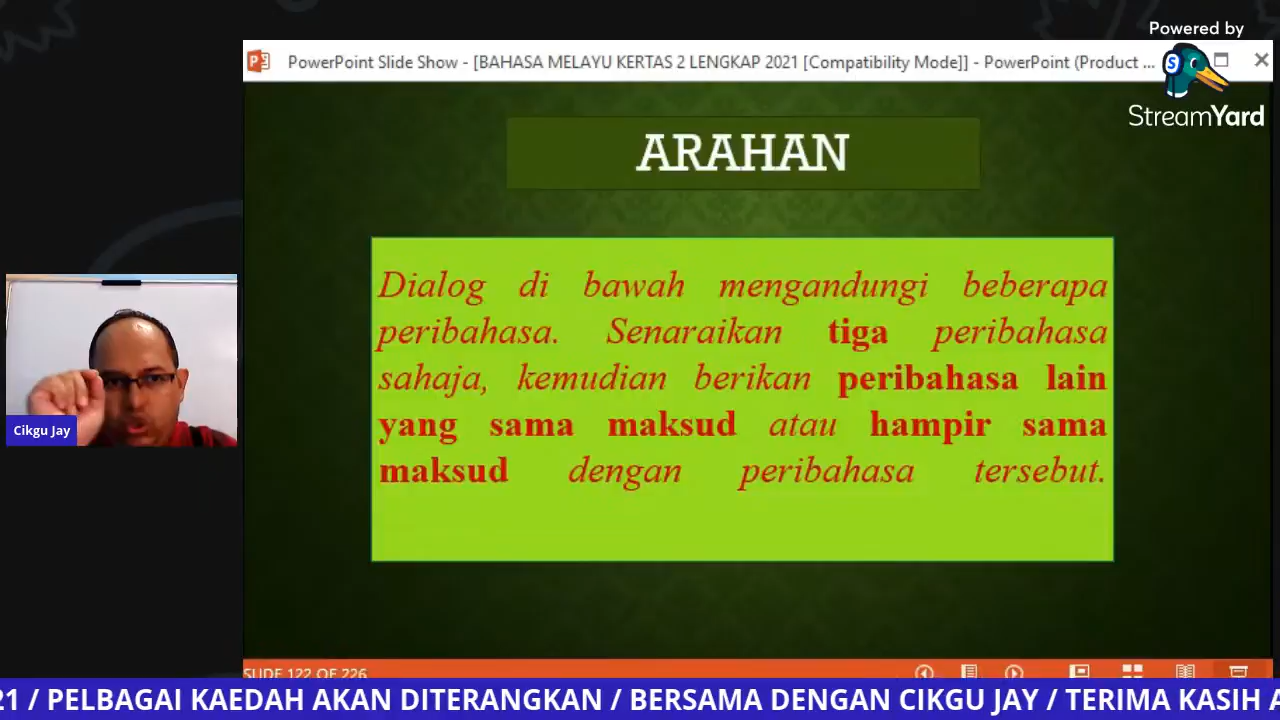 Powered by
PowerPoint Slide Show - [BAHASA MELAYU KERTAS 2 LENGKAP 2021 [Compatibility Mode]] - PowerPoint (Product ...
StreamYard
ARAHAN
Dialog di bawah mengandungi beberapa
peribahasa. Senaraikan tiga peribahasa
sahaja, kemudian berikan peribahasa lain
yang sama maksud atau hampir sama
maksud dengan peribahasa tersebut.
Cikgu Jay
SLIDE 122 OF 226
21 / PELBAGAI KAEDAH AKAN DITERANGKAN / BERSAMA DENGAN CIKGU JAY / TERIMA KASIH A